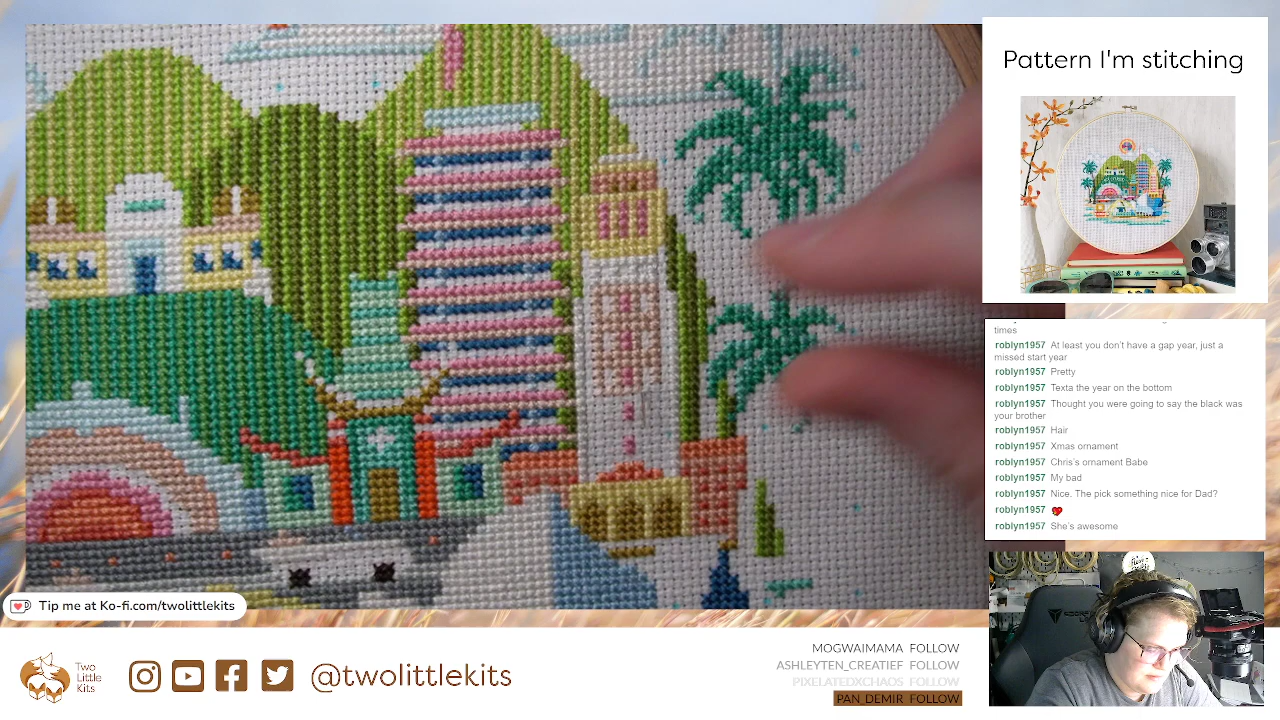 Pattern I'm stitching
times
roblyn1957 At least you don't have a gap year, just a
missed start year
roblyn1957 Pretty
roblyn1957 Texta the year on the bottom
roblyn1957 Thought you were going to say the black was
your brother
roblyn1957 Hair
roblyn1957 Xmas ornament
roblyn1957 Chris's ornament Babe
roblyn1957 My bad
roblyn1957 Nice. The pick something nice for Dad?
roblyn1957
roblyn1957 She's awesome
Tip me at Ko-fi.com/twolittlekits
Two
Little
Kits
@twolittlekits
MOGWAIMAMA FOLLOW
ASHLEYTEN_CREATIEF FOLLOW
PIXELATEDXCHAOS FOLLOW
PAN_DEMIR FOLLOW